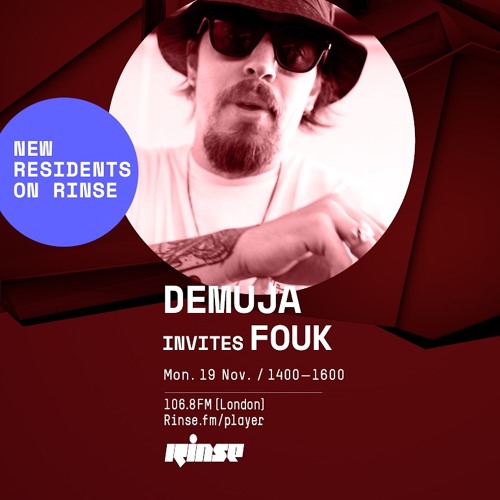 NEW
RESIDENTS
ON RINSE
DEMUJA
INVITES FOUK
Mon. 19 Nov. / 1400–1600
106.8FM (London)
Rinse.fm/player
rinse